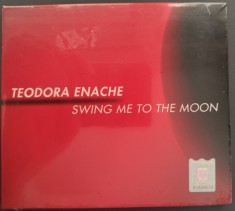 TEODORA ENACHE
SWING ME TO THE MOON